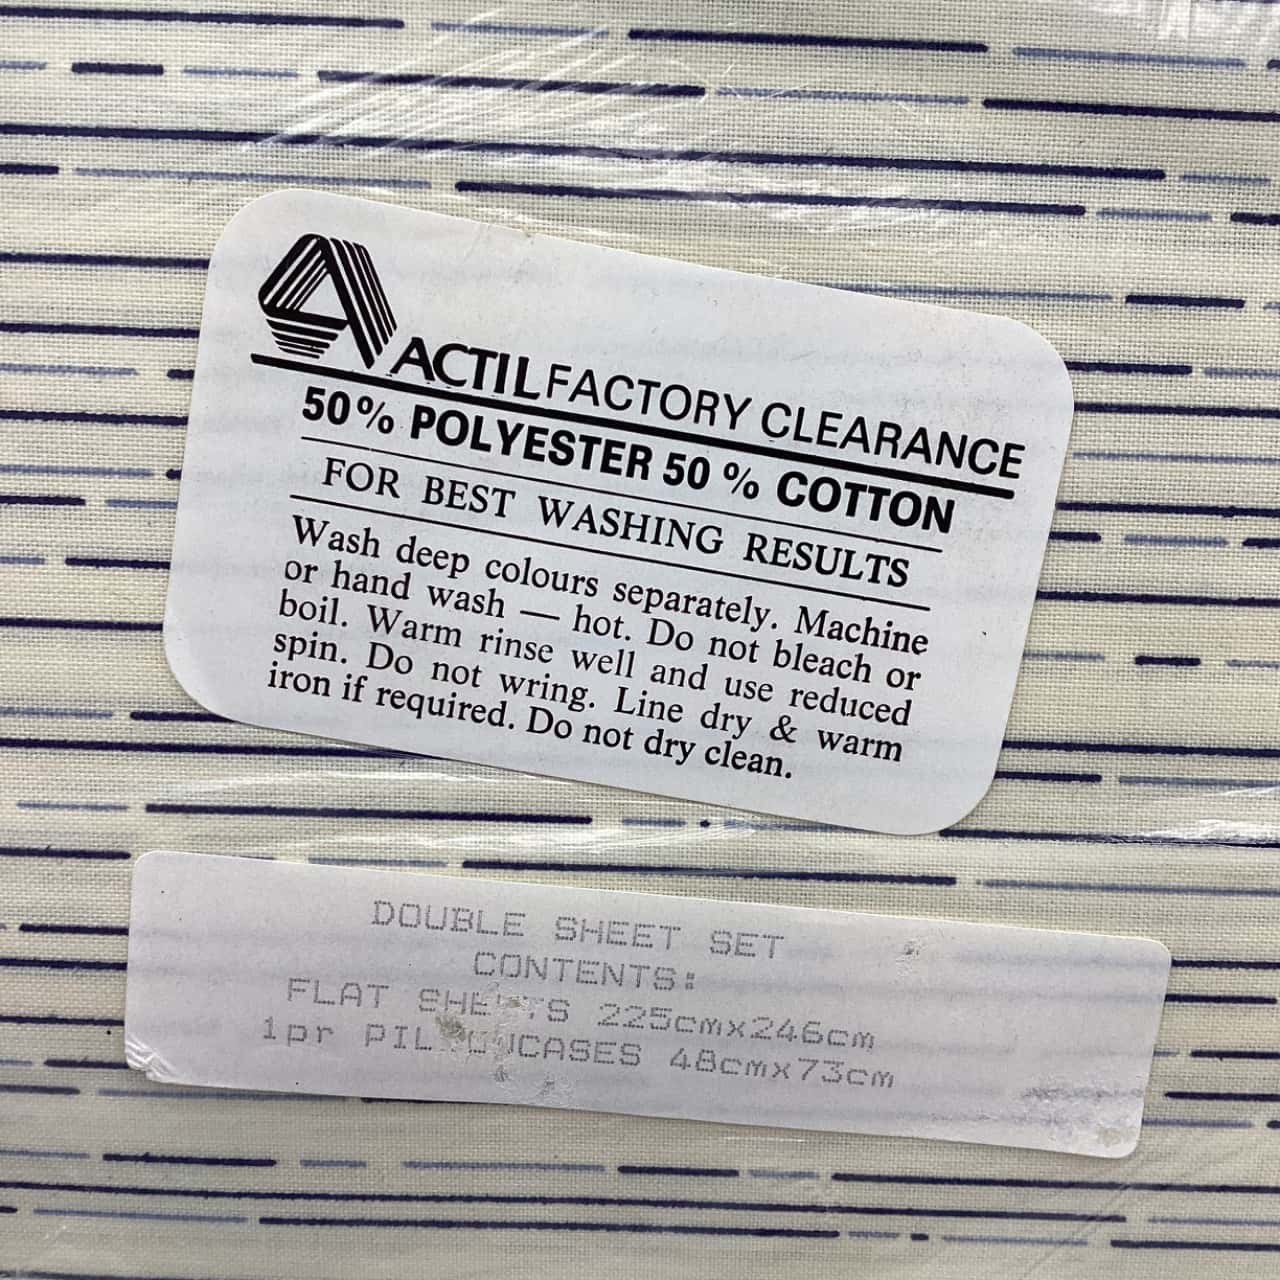 ACTIL FACTORY CLEARANCE
50% POLYESTER 50 % COTTON
FOR BEST WASHING RESULTS
Wash deep colours separately. Machine
or hand wash — hot. Do not bleach or
boil. Warm rinse well and use reduced
spin. Do not wring. Line dry & warm
iron if required. Do not dry clean.
DOUBLE SHEET SET
CONTENTS:
FLAT SHEETS 225cmx246cm
1pr PILLOWCASES 48cmx73cm